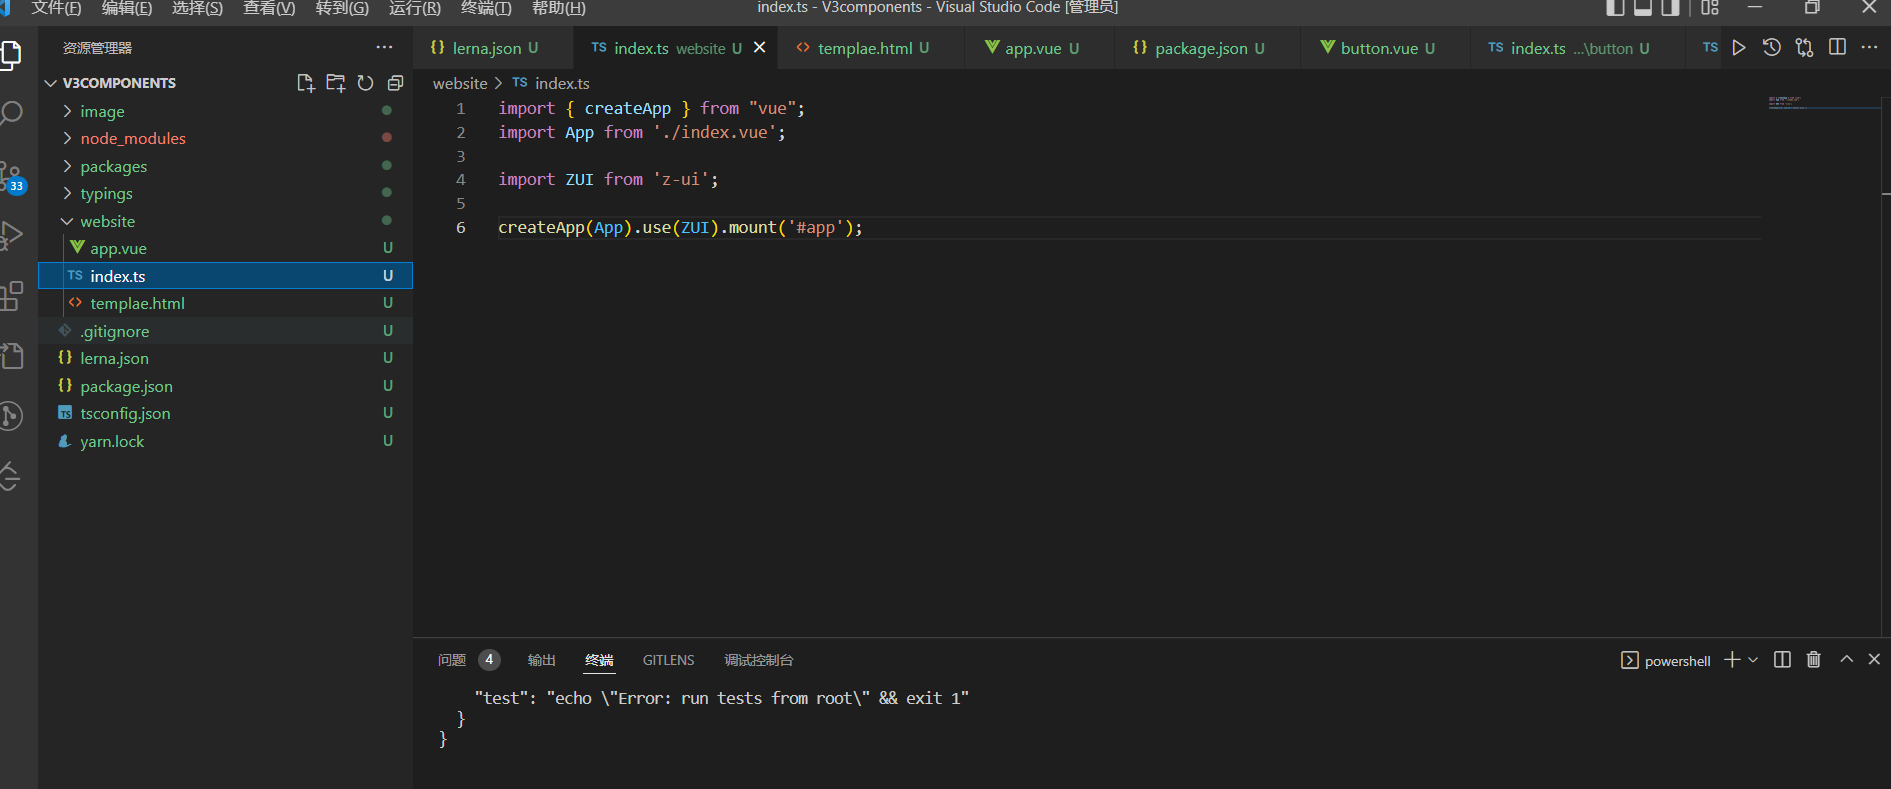 文件(F) 编辑(E) 选择(S) 查看(V) 转到(G) 运行(R) 终端(T) 帮助(H) index.ts - V3components - Visual Studio Code [管理员]
资源管理器
lerna.json U TS index.ts website U templae.html U app.vue U package.json U button.vue U TS index.ts ...\button U TS
V3COMPONENTS
website > TS index.ts
image
node_modules
packages
typings
website
app.vue U
TS index.ts U
templae.html U
.gitignore U
lerna.json U
package.json U
TS tsconfig.json U
yarn.lock U
33
1 import { createApp } from "vue";
2 import App from './index.vue';
3
4 import ZUI from 'z-ui';
5
6 createApp(App).use(ZUI).mount('#app');
问题 4 输出 终端 GITLENS 调试控制台 powershell
"test": "echo \"Error: run tests from root\" && exit 1"
}
}